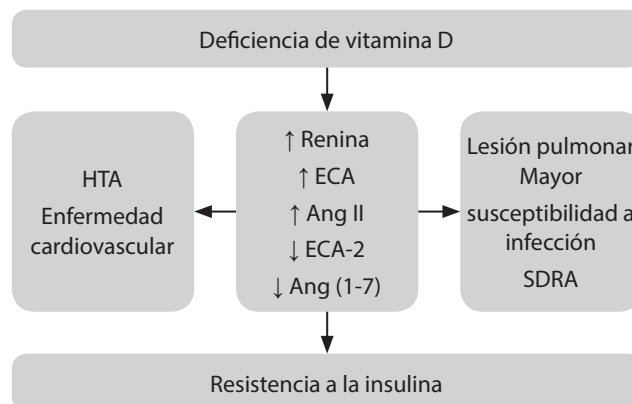 Deficiencia de vitamina D
HTA
Enfermedad
cardiovascular
↑ Renina
↑ ECA
↑ Ang II
↓ ECA-2
↓ Ang (1-7)
Lesión pulmonar
Mayor
susceptibilidad a
infección
SDRA
Resistencia a la insulina